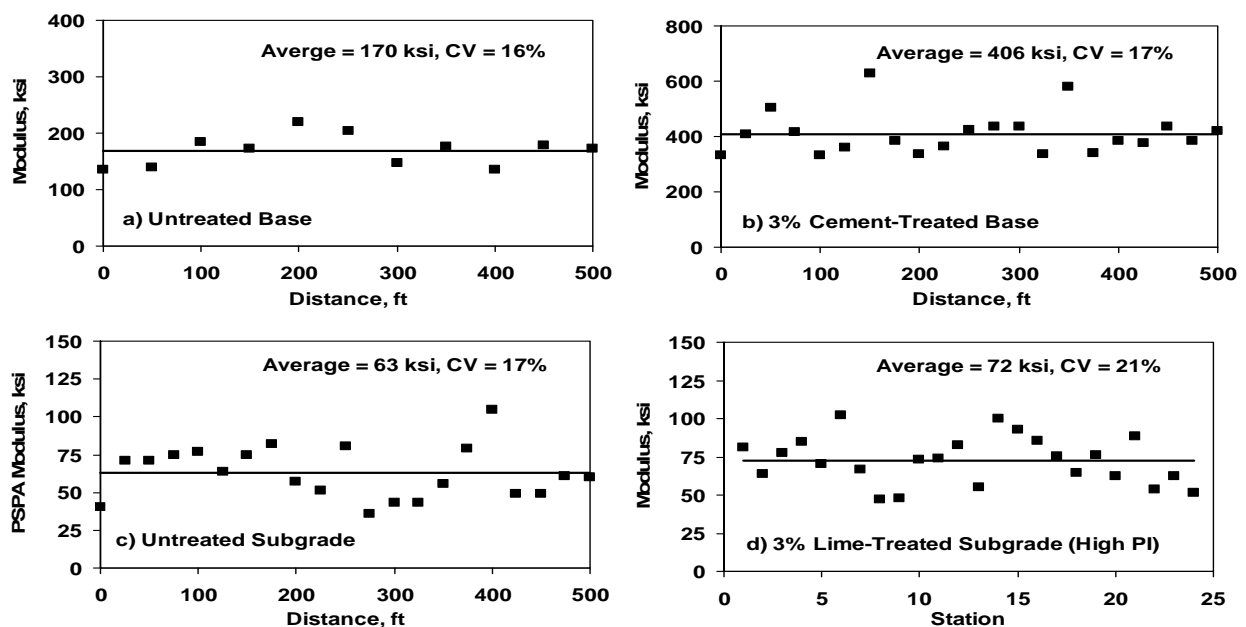 400
300
200
100
0
Modulus, ksi
Averge = 170 ksi, CV = 16%
a) Untreated Base
0 100 200 300 400 500
Distance, ft
800
600
400
200
0
Modulus, ksi
Average = 406 ksi, CV = 17%
b) 3% Cement-Treated Base
0 100 200 300 400 500
Distance, ft
150
125
100
75
50
25
0
PSPA Modulus, ksi
Average = 63 ksi, CV = 17%
c) Untreated Subgrade
0 100 200 300 400 500
Distance, ft
150
125
100
75
50
25
0
Modulus, ksi
Average = 72 ksi, CV = 21%
d) 3% Lime-Treated Subgrade (High PI)
0 5 10 15 20 25
Station